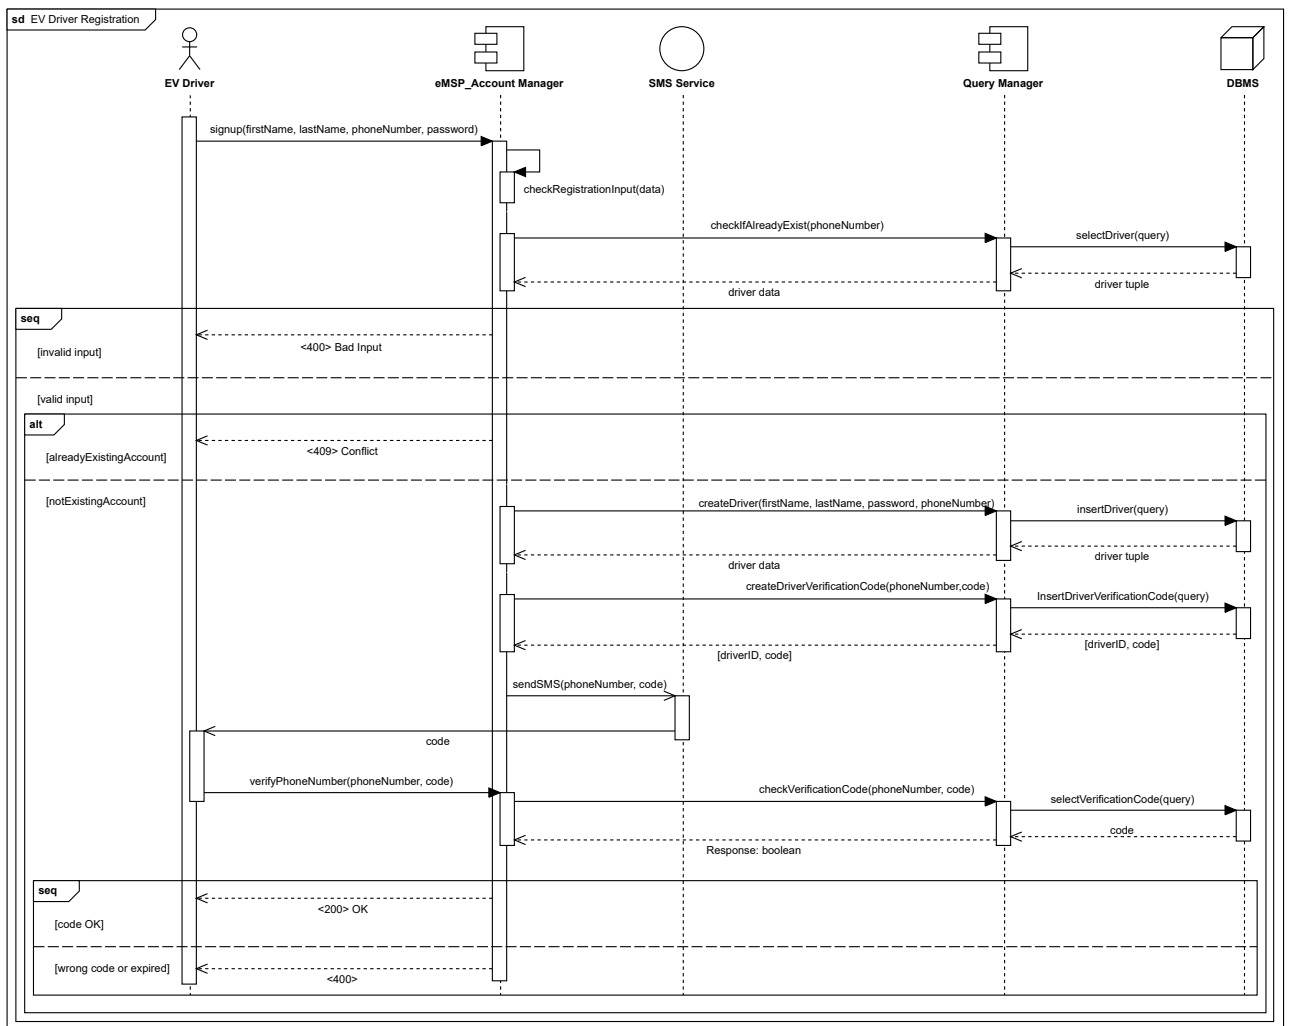 sd EV Driver Registration
EV Driver
eMSP_Account Manager
SMS Service
Query Manager
DBMS
signup(firstName, lastName, phoneNumber, password)
checkRegistrationInput(data)
checkIfAlreadyExist(phoneNumber)
selectDriver(query)
driver tuple
driver data
seq
<400> Bad Input
[invalid input]
[valid input]
alt
<409> Conflict
[alreadyExistingAccount]
[notExistingAccount]
createDriver(firstName, lastName, password, phoneNumber)
insertDriver(query)
driver tuple
driver data
createDriverVerificationCode(phoneNumber,code)
InsertDriverVerificationCode(query)
[driverID, code]
[driverID, code]
sendSMS(phoneNumber, code)
code
verifyPhoneNumber(phoneNumber, code)
checkVerificationCode(phoneNumber, code)
selectVerificationCode(query)
code
Response: boolean
seq
<200> OK
[code OK]
[wrong code or expired]
<400>